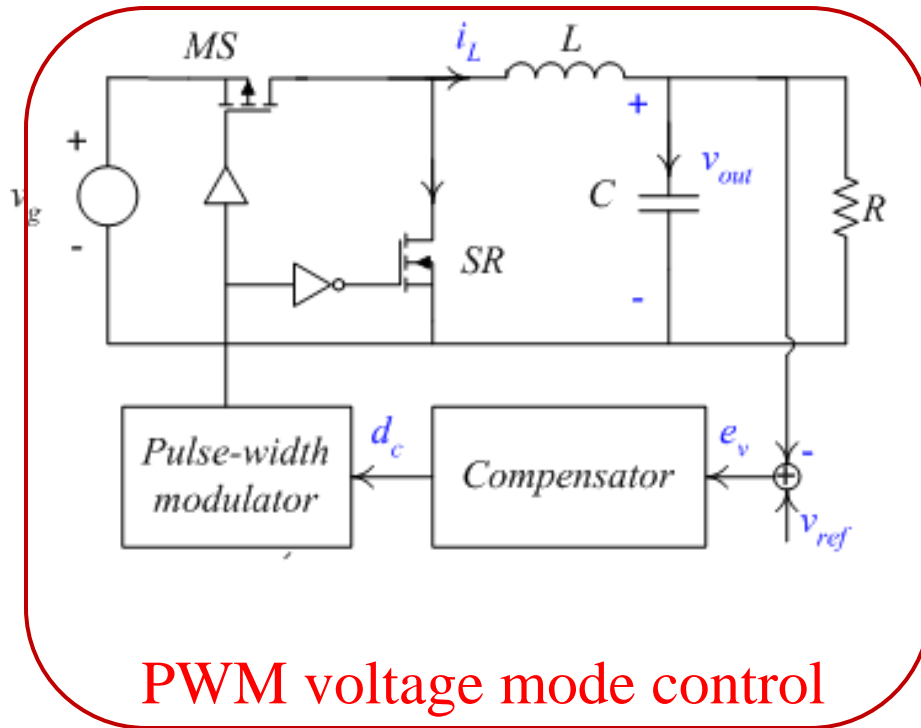 MS
i_L
L
+
v_g
-
+
v_out
-
C
R
SR
Pulse-width
modulator
d_c
Compensator
e_v
-
+
v_ref
PWM voltage mode control